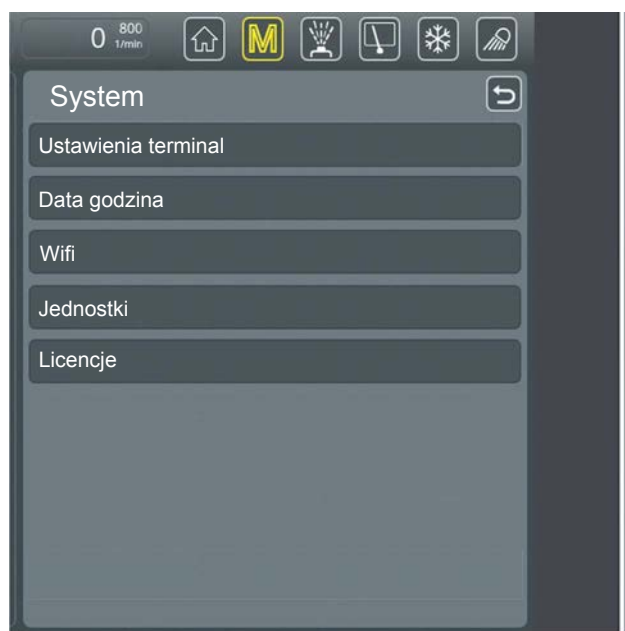 0 800 1/min M
System
Ustawienia terminal
Data godzina
Wifi
Jednostki
Licencje